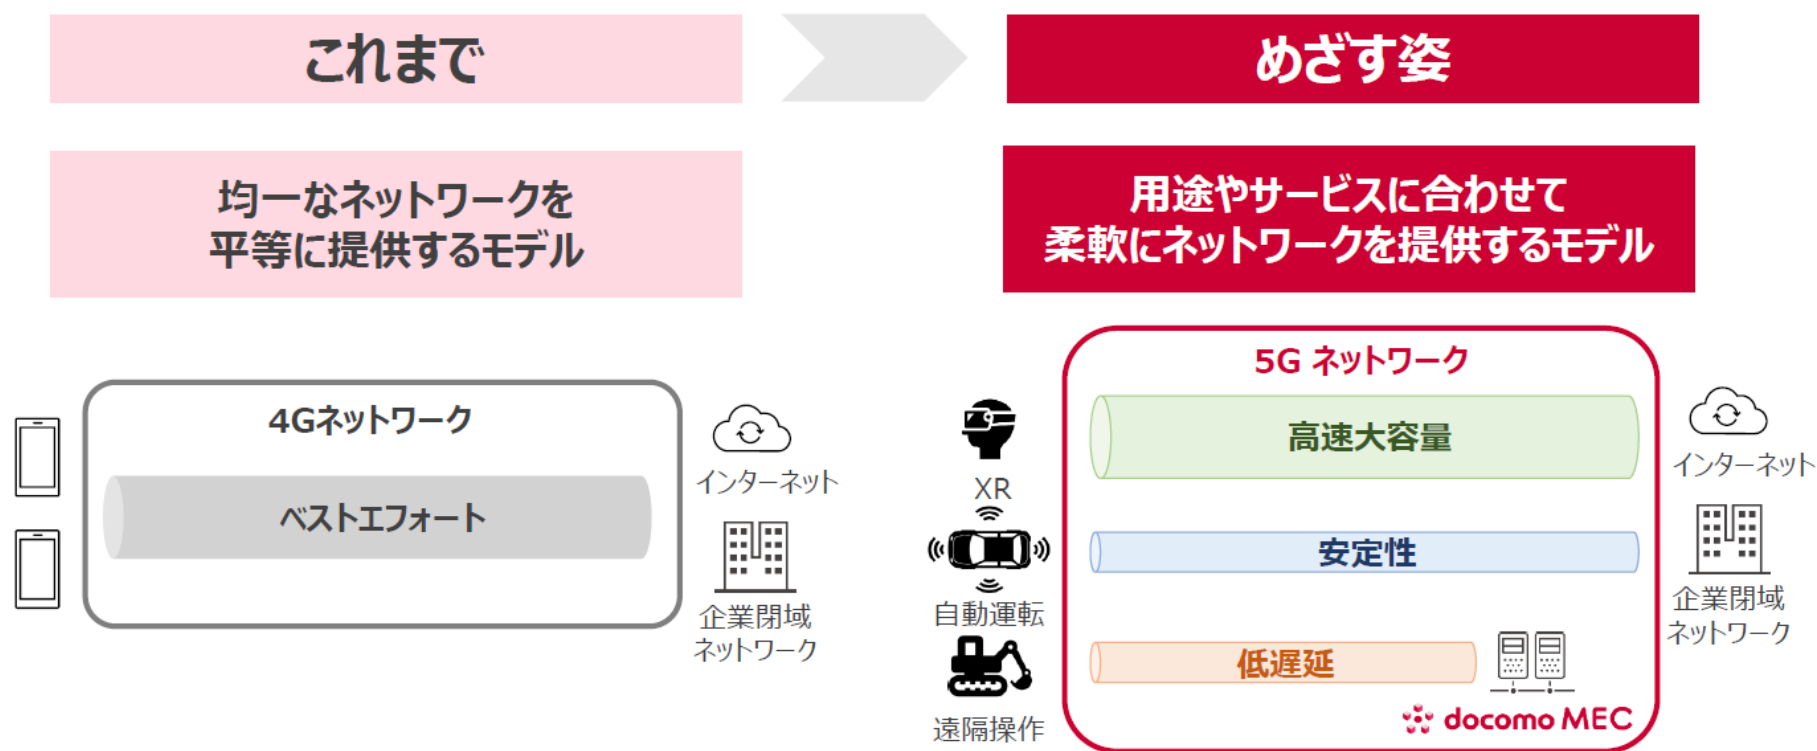 これまで
めざす姿
均一なネットワークを
平等に提供するモデル
用途やサービスに合わせて
柔軟にネットワークを提供するモデル
4Gネットワーク
ベストエフォート
インターネット
企業閉域
ネットワーク
5G ネットワーク
XR
高速大容量
自動運転
安定性
遠隔操作
低遅延
docomo MEC
インターネット
企業閉域
ネットワーク